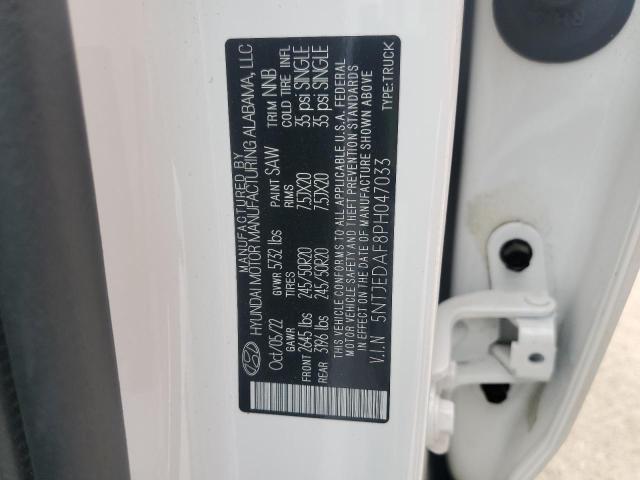 MANUFACTURED BY
HYUNDAI MOTOR MANUFACTURING ALABAMA, LLC
Oct/05/22 GVWR 5732 lbs PAINT SAW TRIM NNB
GAWR TIRES RIMS COLD TIRE INFL
FRONT 2645 lbs 245/50R20 7.5JX20 35 psi SINGLE
REAR 3196 lbs 245/50R20 7.5JX20 35 psi SINGLE
THIS VEHICLE CONFORMS TO ALL APPLICABLE U.S.A. FEDERAL
MOTOR VEHICLE SAFETY AND THEFT PREVENTION STANDARDS
IN EFFECT ON THE DATE OF MANUFACTURE SHOWN ABOVE
V.I.N 5NTJEDAF8PH047033 TYPE:TRUCK